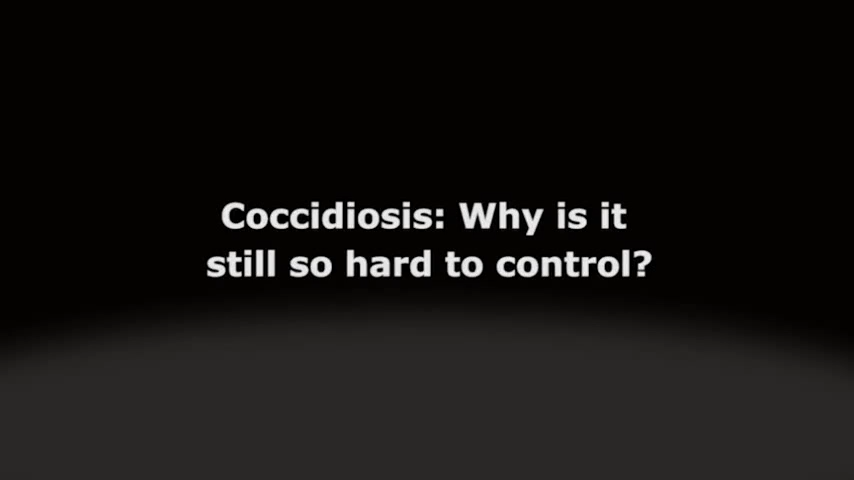 Coccidiosis: Why is it
still so hard to control?